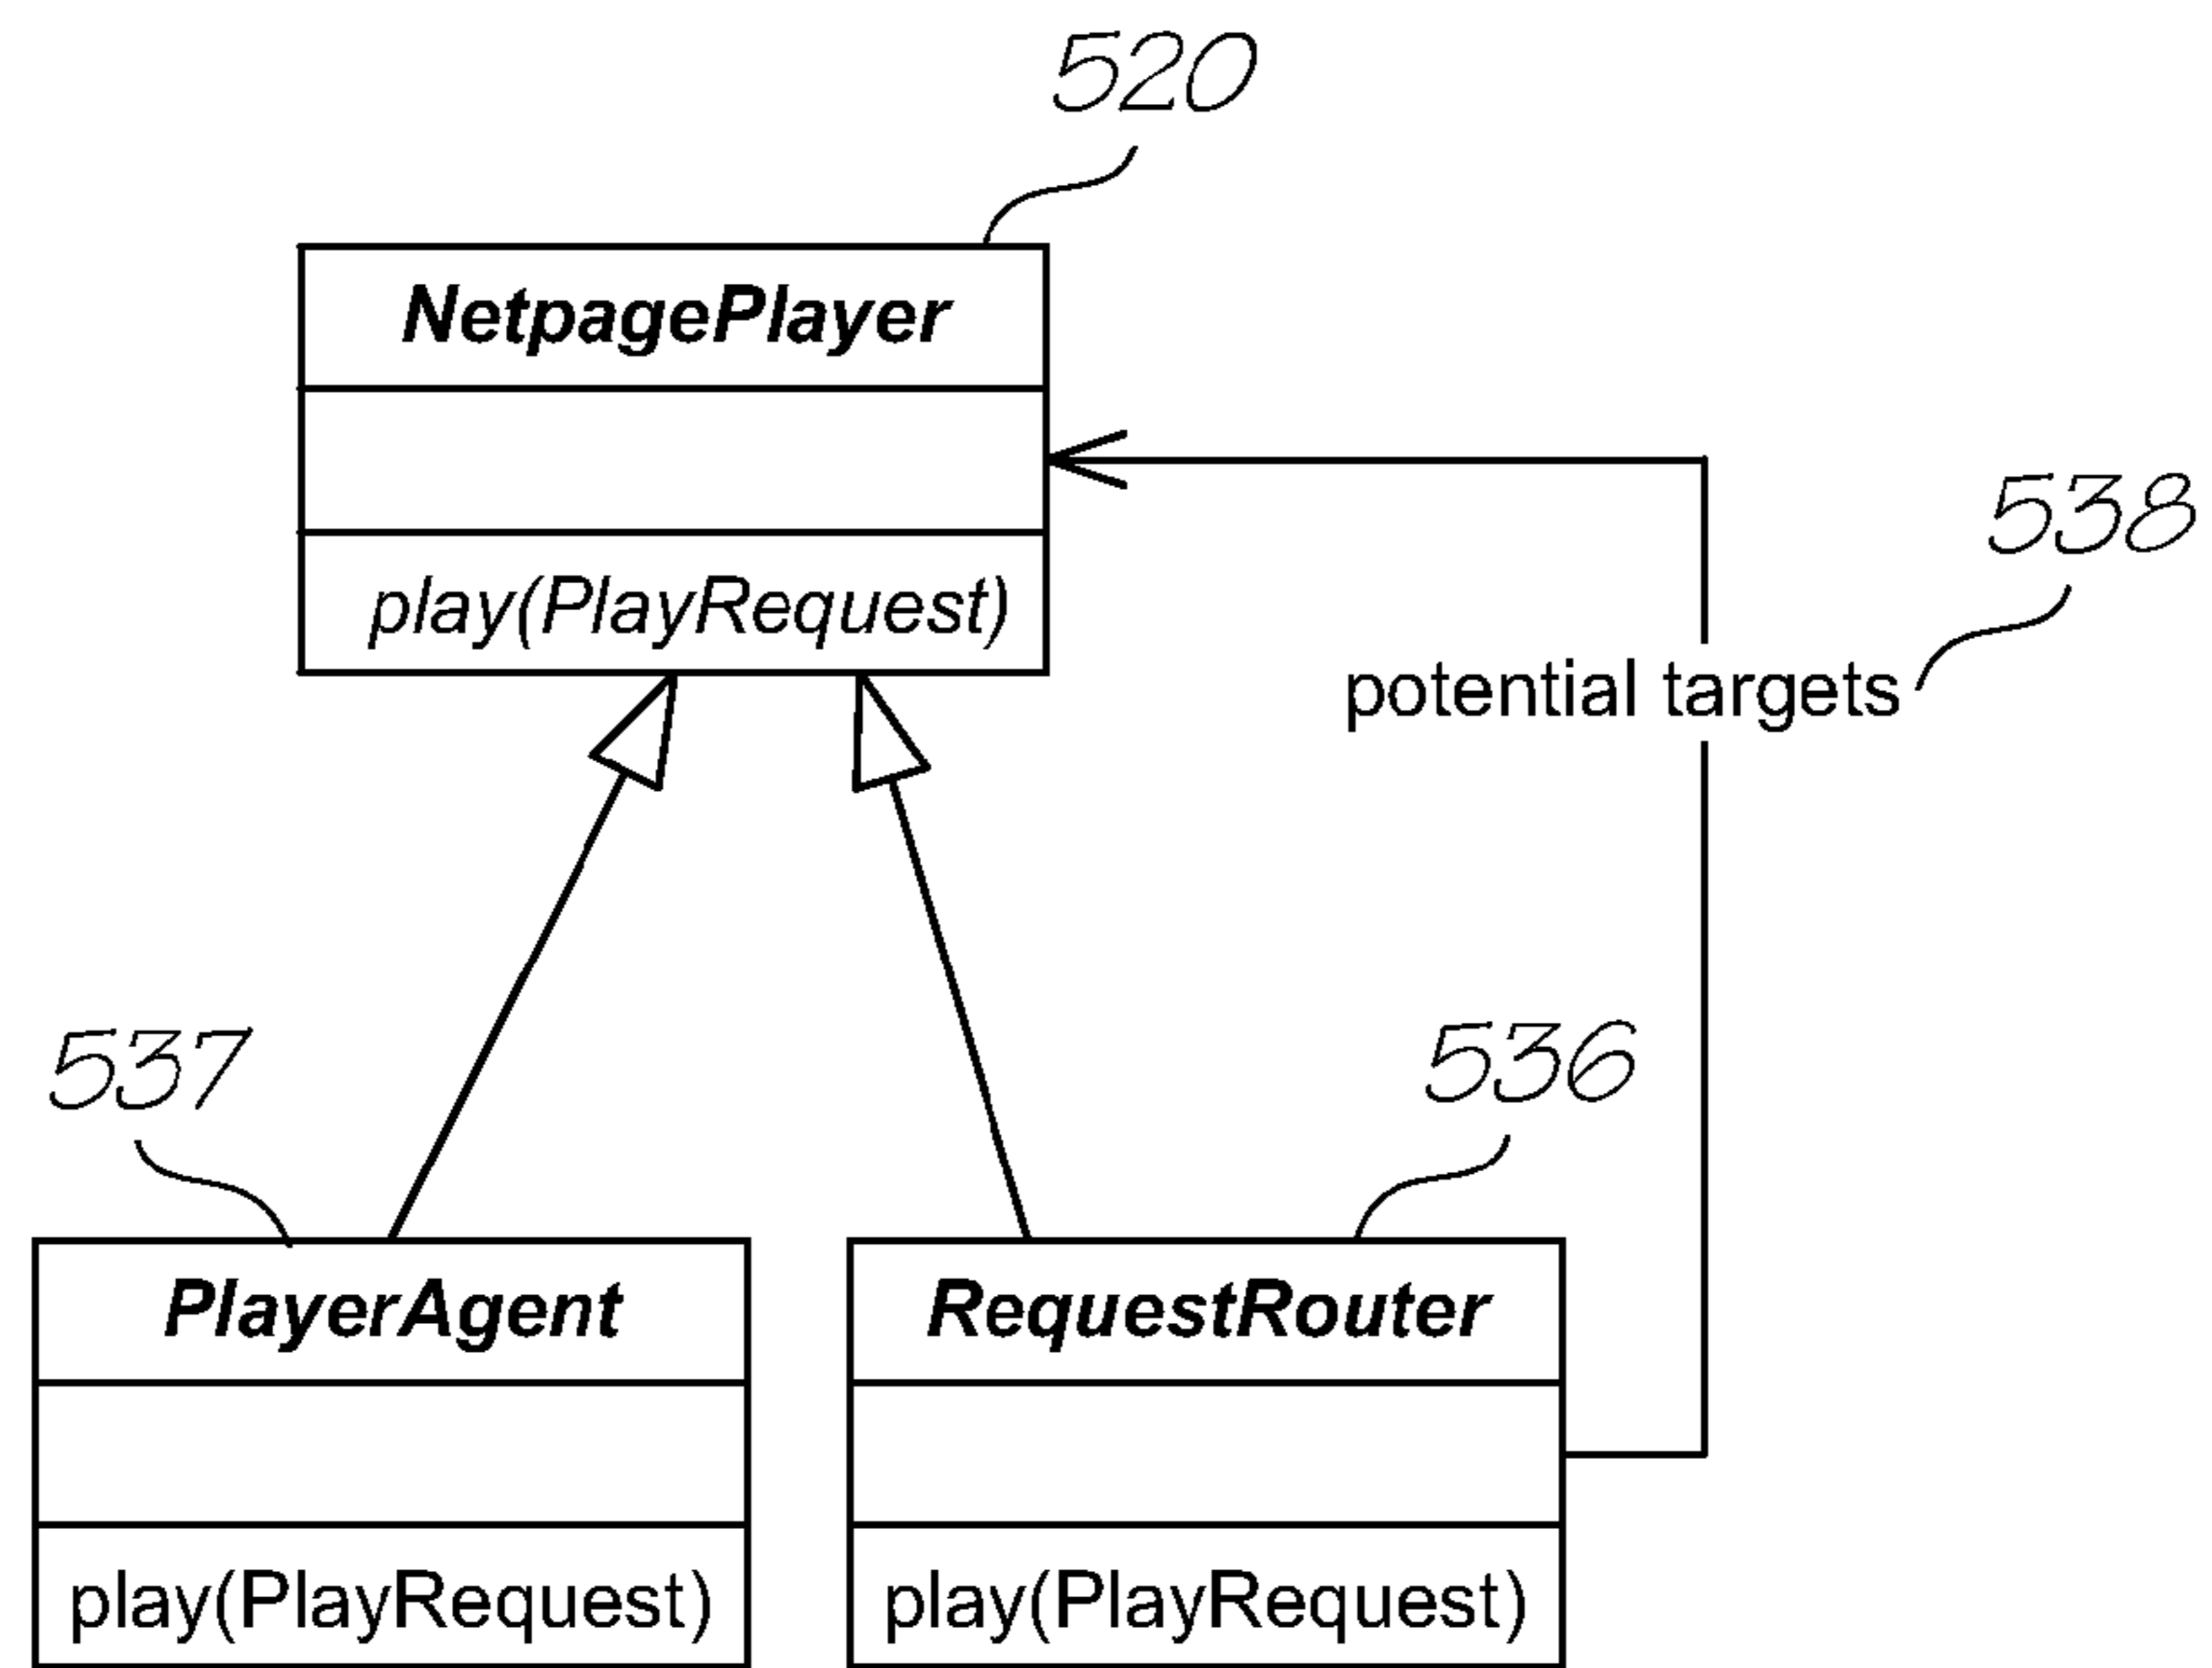 520
NetpagePlayer
538
play(PlayRequest)
potential targets
537
536
PlayerAgent
RequestRouter
play(PlayRequest)
play(PlayRequest)